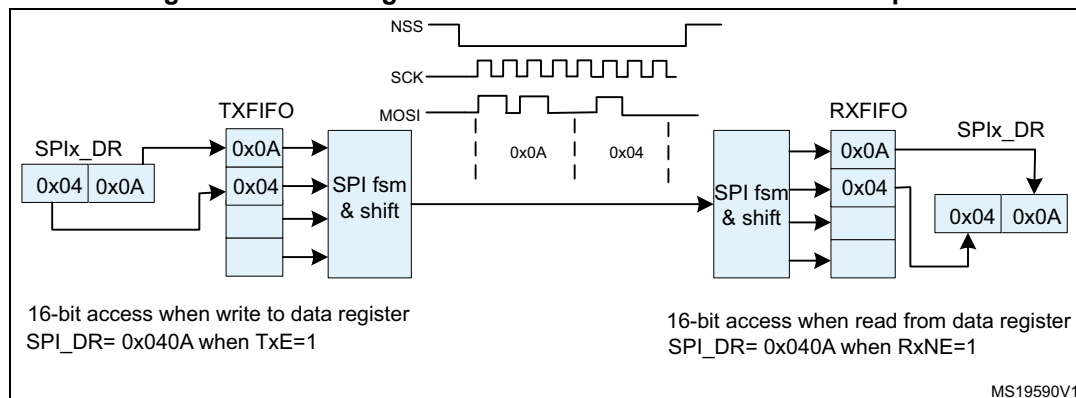 NSS
SCK
MOSI
TXFIFO
RXFIFO
SPIx_DR
SPIx_DR
0x04 0x0A
0x0A
0x04
SPI fsm
& shift
0x0A
0x04
SPI fsm
& shift
0x0A
0x04
0x04 0x0A
16-bit access when write to data register
SPI_DR= 0x040A when TxE=1
16-bit access when read from data register
SPI_DR= 0x040A when RxNE=1
MS19590V1